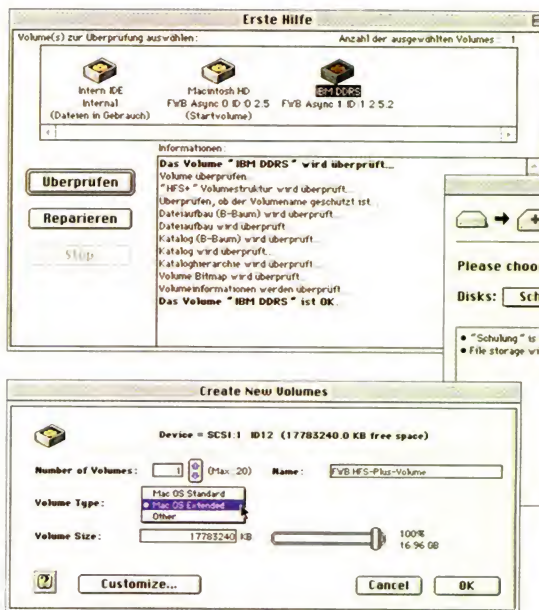 Erste Hilfe
Volume(s) zur Überprüfung auswählen: Anzahl der ausgewählten Volumes: 1
Intern IDE
Internal
(Dateien in Gebrauch)
Macintosh HD
FWB Async 0 ID:0 2.5
(Startvolume)
IBM DDRS
FWB Async 1 ID:1 2.5.2
Überprüfen
Reparieren
Stop
Informationen:
Das Volume "IBM DDRS" wird überprüft...
Volume überprüfen.
"HFS+" Volumestruktur wird überprüft...
Überprüfen, ob der Volumename geschützt ist...
Dateiaufbau (B-Baum) wird überprüft...
Dateiaufbau wird überprüft...
Katalog (B-Baum) wird überprüft...
Katalog wird überprüft...
Kataloghierarchie wird überprüft...
Volume Bitmap wird überprüft...
Volumeinformationen werden überprüft...
Das Volume "IBM DDRS" ist OK.
Please choo
Disks: Sch
• "Schulung" is
• File storage wi
Create New Volumes
Device = SCSI:1 ID12 (17783240.0 KB free space)
Number of Volumes: 1 (Max: 20) Name: FWB HFS-Plus-Volume
Volume Type:
Mac OS Standard
Mac OS Extended
Other
Volume Size: 17783240 KB
100%
16.96 GB
Customize...
Cancel
OK